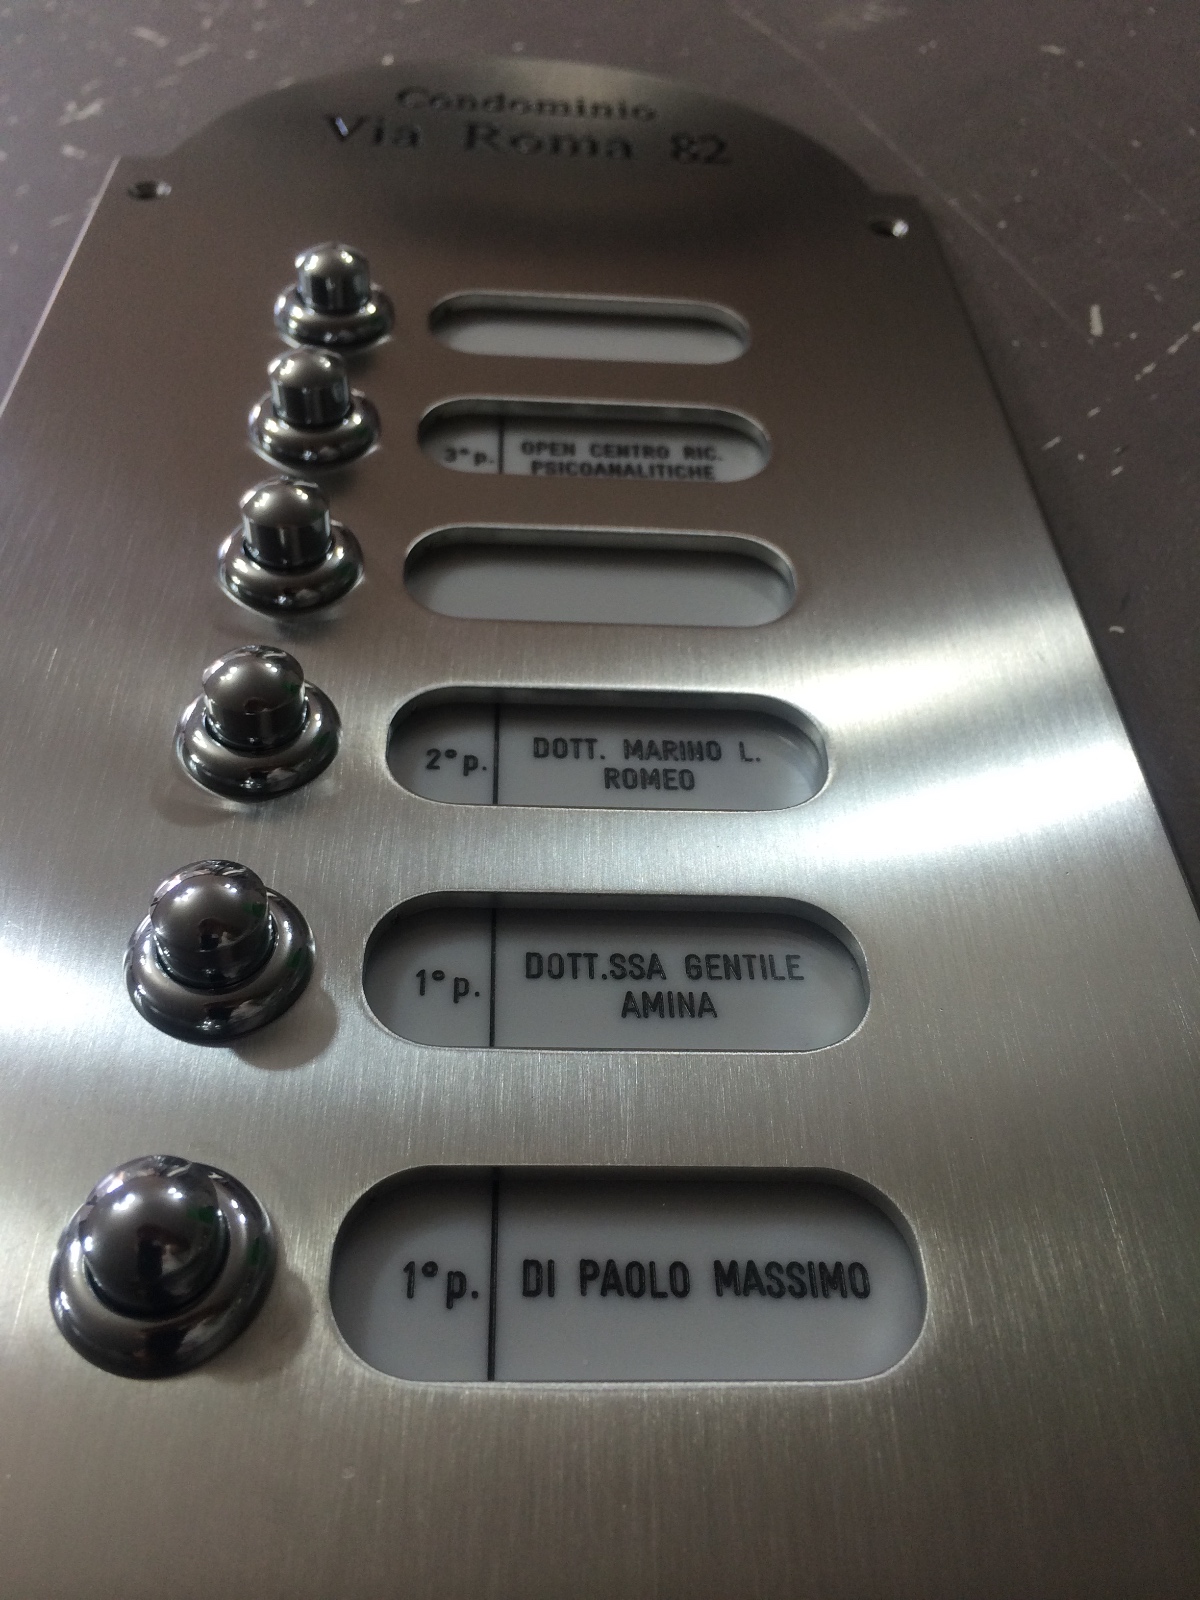 Condominio
Via Roma 82
3° p. OPEN CENTRO RIC.
PSICOANALITICHE
2° p. DOTT. MARINO L.
ROMEO
1° p. DOTT.SSA GENTILE
AMINA
1° p. DI PAOLO MASSIMO